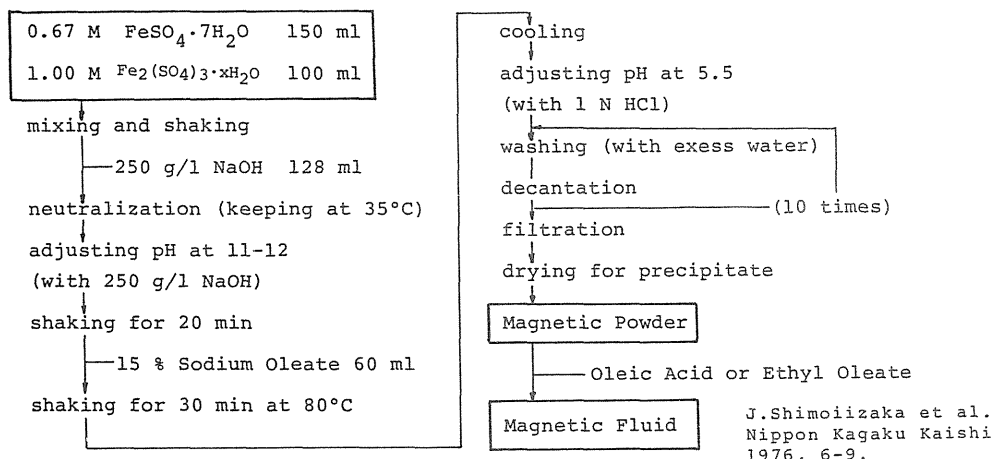 0.67 M FeSO4·7H2O 150 ml
1.00 M Fe2(SO4)3·xH2O 100 ml
mixing and shaking
250 g/l NaOH 128 ml
neutralization (keeping at 35°C)
adjusting pH at 11-12
(with 250 g/l NaOH)
shaking for 20 min
15 % Sodium Oleate 60 ml
shaking for 30 min at 80°C
cooling
adjusting pH at 5.5
(with 1 N HCl)
washing (with exess water)
decantation
(10 times)
filtration
drying for precipitate
Magnetic Powder
Oleic Acid or Ethyl Oleate
Magnetic Fluid
J.Shimoiizaka et al.
Nippon Kagaku Kaishi
1976, 6-9.